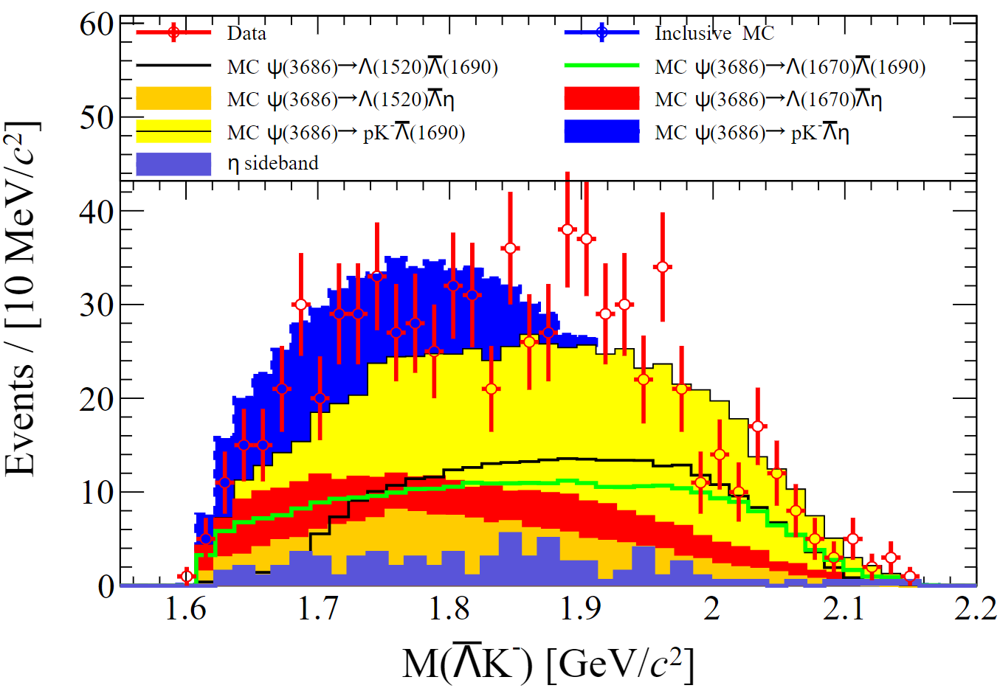 60
50
40
30
20
10
0
Events / [10 MeV/c²]
Data
Inclusive MC
MC ψ(3686)→Λ(1520)Λ̅(1690)
MC ψ(3686)→Λ(1670)Λ̅(1690)
MC ψ(3686)→Λ(1520)Λ̅η
MC ψ(3686)→Λ(1670)Λ̅η
MC ψ(3686)→ pK⁻Λ̅(1690)
MC ψ(3686)→ pK⁻Λ̅η
η sideband
1.6 1.7 1.8 1.9 2 2.1 2.2
M(Λ̅K⁻) [GeV/c²]